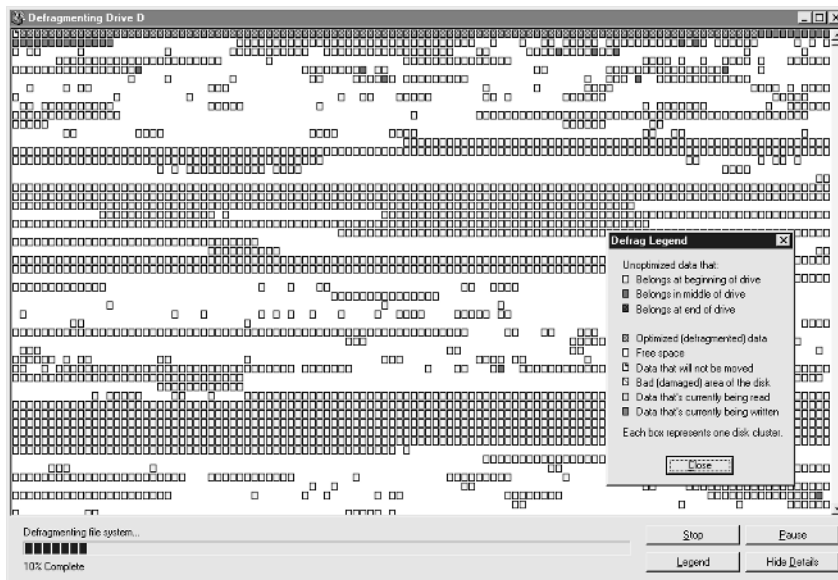 Defragmenting Drive D
Defrag Legend
Unoptimized data that:
Belongs at beginning of drive
Belongs in middle of drive
Belongs at end of drive
Optimized (defragmented) data
Free space
Data that will not be moved
Bad (damaged) area of the disk
Data that's currently being read
Data that's currently being written
Each box represents one disk cluster.
Close
Defragmenting file system...
10% Complete
Stop
Pause
Legend
Hide Details